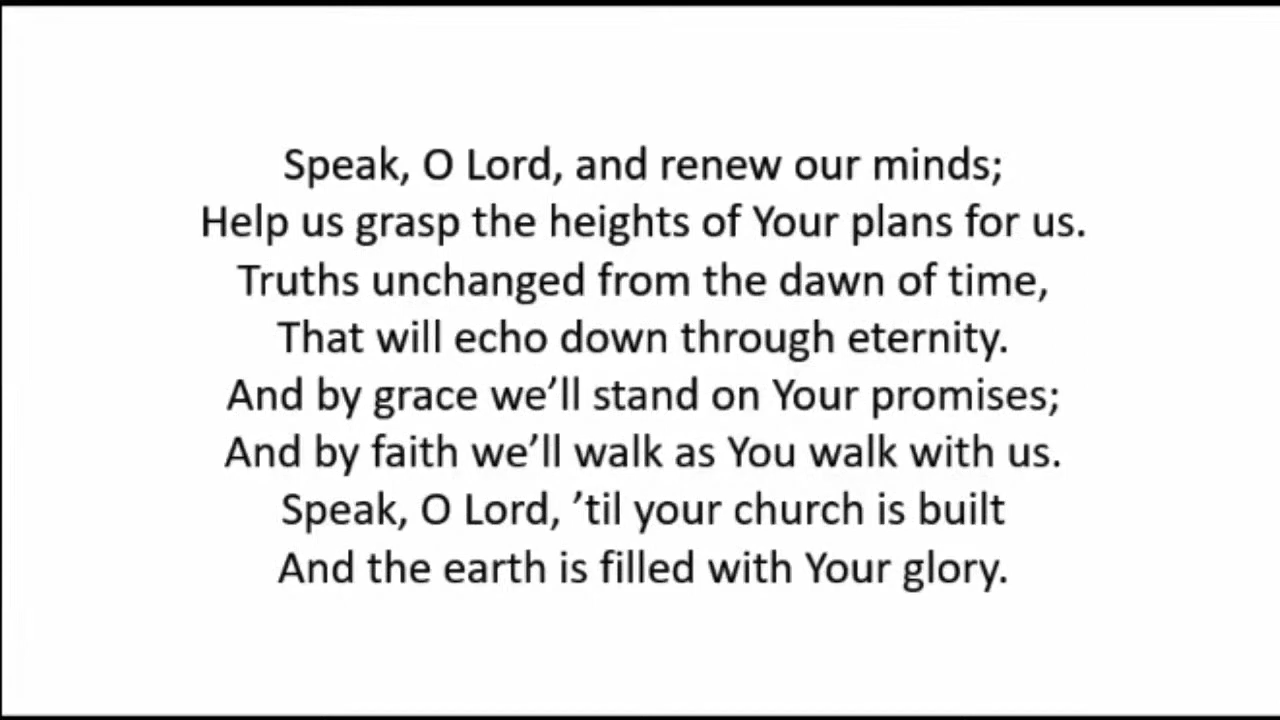 Speak, O Lord, and renew our minds;
Help us grasp the heights of Your plans for us.
Truths unchanged from the dawn of time,
That will echo down through eternity.
And by grace we’ll stand on Your promises;
And by faith we’ll walk as You walk with us.
Speak, O Lord, ’til your church is built
And the earth is filled with Your glory.